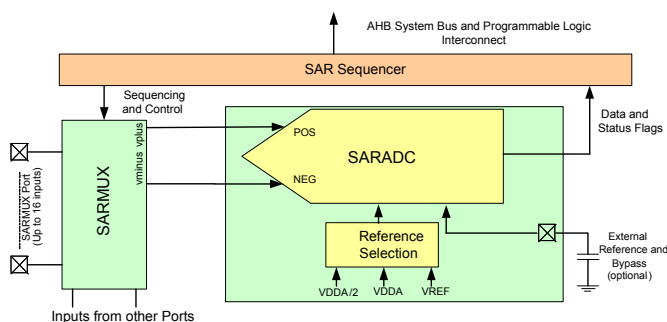 AHB System Bus and Programmable Logic
Interconnect
SAR Sequencer
Sequencing
and Control
Data and
Status Flags
vminus vplus
POS
SARADC
NEG
SARMUX
SARMUX Port
(Up to 16 inputs)
Reference
Selection
External
Reference and
Bypass
(optional)
VDDA/2 VDDA VREF
Inputs from other Ports